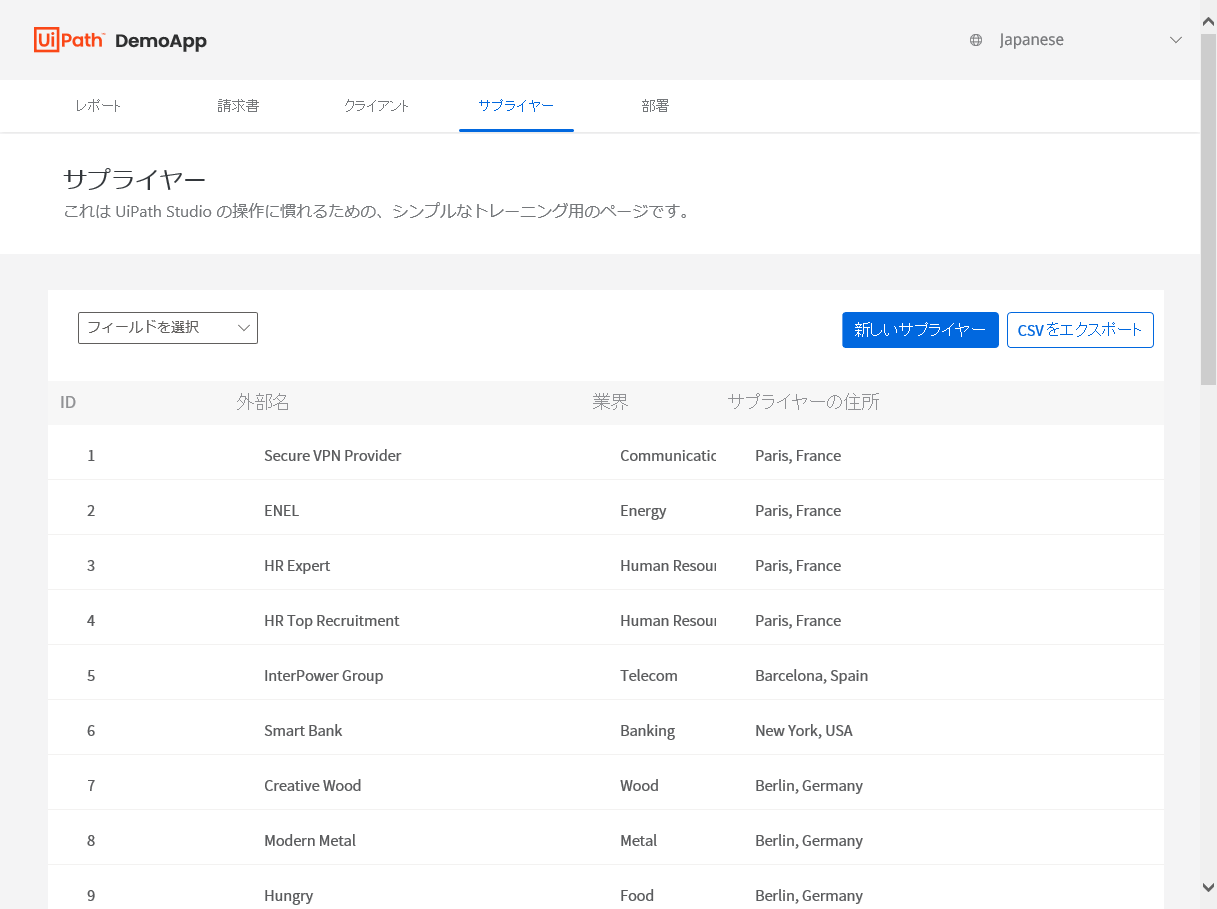 UiPath DemoApp
Japanese
レポート 請求書 クライアント サプライヤー 部署
サプライヤー
これは UiPath Studio の操作に慣れるための、シンプルなトレーニング用のページです。
フィールドを選択
新しいサプライヤー CSVをエクスポート
ID 外部名 業界 サプライヤーの住所
1 Secure VPN Provider Communicatic Paris, France
2 ENEL Energy Paris, France
3 HR Expert Human Resour Paris, France
4 HR Top Recruitment Human Resour Paris, France
5 InterPower Group Telecom Barcelona, Spain
6 Smart Bank Banking New York, USA
7 Creative Wood Wood Berlin, Germany
8 Modern Metal Metal Berlin, Germany
9 Hungry Food Berlin, Germany